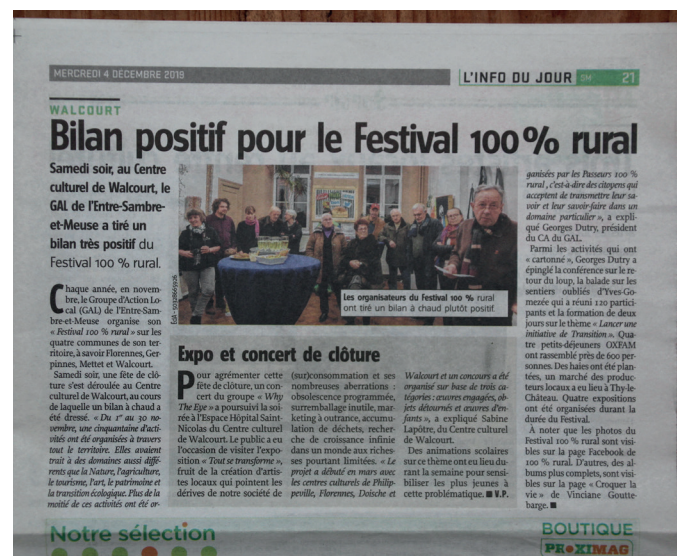 MERCREDI 4 DÉCEMBRE 2019
L'INFO DU JOUR
SM
21
WALCOURT
Bilan positif pour le Festival 100 % rural
Samedi soir, au Centre
culturel de Walcourt, le
GAL de l'Entre-Sambre-
et-Meuse a tiré un
bilan très positif du
Festival 100 % rural.
Chaque année, en novem-
bre, le Groupe d'Action Lo-
cal (GAL) de l'Entre-Sam-
bre-et-Meuse organise son
« Festival 100 % rural » sur les
quatre communes de son ter-
ritoire, à savoir Florennes, Ger-
pinnes, Mettet et Walcourt.
Samedi soir, une fête de clô-
ture s'est déroulée au Centre
culturel de Walcourt, au cours
de laquelle un bilan à chaud a
été dressé. « Du 1er au 30 no-
vembre, une cinquantaine d'acti-
vités ont été organisées à travers
tout le territoire. Elles avaient
trait à des domaines aussi diffé-
rents que la Nature, l'agriculture,
le tourisme, l'art, le patrimoine et
la transition écologique. Plus de la
moitié de ces activités ont été or-
Les organisateurs du Festival 100 % rural
ont tiré un bilan à chaud plutôt positif.
Expo et concert de clôture
Pour agrémenter cette
fête de clôture, un con-
cert du groupe « Why
The Eye » a poursuivi la soi-
rée à l'Espace Hôpital Saint-
Nicolas du Centre culturel
de Walcourt. Le public a eu
l'occasion de visiter l'expo-
sition « Tout se transforme »,
fruit de la création d'artis-
tes locaux qui pointent les
dérives de notre société de
(sur)consommation et ses
nombreuses aberrations :
obsolescence programmée,
surremballage inutile, mar-
keting à outrance, accumu-
lation de déchets, recher-
che de croissance infinie
dans un monde aux riches-
ses pourtant limitées. « Le
projet a débuté en mars avec
les centres culturels de Philip-
peville, Florennes, Doische et
Walcourt et un concours a été
organisé sur base de trois ca-
tégories : œuvres engagées, ob-
jets détournés et œuvres d'en-
fants », a expliqué Sabine
Lapôtre, du Centre culturel
de Walcourt.
Des animations scolaires
sur ce thème ont eu lieu du-
rant la semaine pour sensi-
biliser les plus jeunes à
cette problématique. ■ V.P.
ganisées par les Passeurs 100 %
rural, c'est-à-dire des citoyens qui
acceptent de transmettre leur sa-
voir et leur savoir-faire dans un
domaine particulier », a expli-
qué Georges Dutry, président
du CA du GAL.
Parmi les activités qui ont
« cartonné », Georges Dutry a
épinglé la conférence sur le re-
tour du loup, la balade sur les
sentiers oubliés d'Yves-Go-
mezée qui a réuni 120 partici-
pants et la formation de deux
jours sur le thème « Lancer une
initiative de Transition ». Qua-
tre petits-déjeuners OXFAM
ont rassemblé près de 600 per-
sonnes. Des haies ont été plan-
tées, un marché des produc-
teurs locaux a eu lieu à Thy-le-
Château. Quatre expositions
ont été organisées durant la
durée du Festival.
À noter que les photos du
Festival 100 % rural sont visi-
bles sur la page Facebook de
100 % rural. D'autres, des al-
bums plus complets, sont visi-
bles sur la page « Croquer la
vie » de Vinciane Goutte-
barge. ■
Notre sélection
BOUTIQUE
PROXIMAG